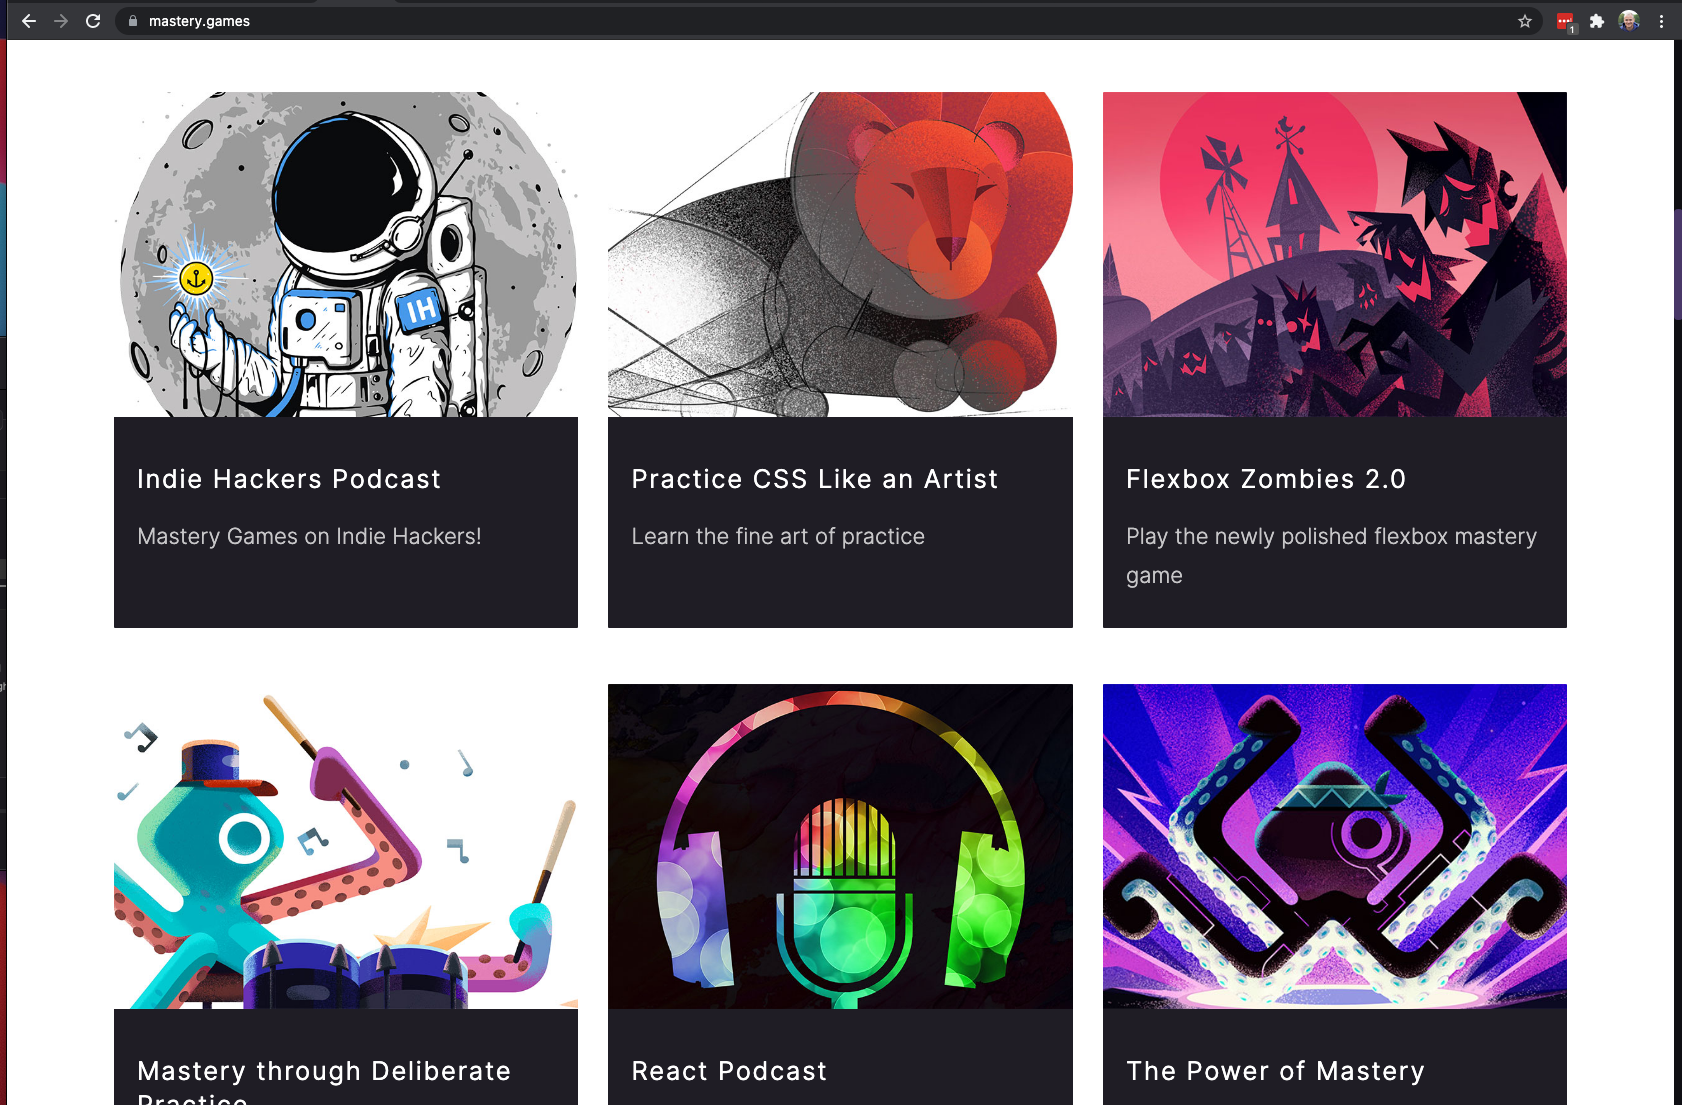 mastery.games
1
IH
Indie Hackers Podcast
Practice CSS Like an Artist
Flexbox Zombies 2.0
Mastery Games on Indie Hackers!
Learn the fine art of practice
Play the newly polished flexbox mastery
game
Mastery through Deliberate
Practice
React Podcast
The Power of Mastery